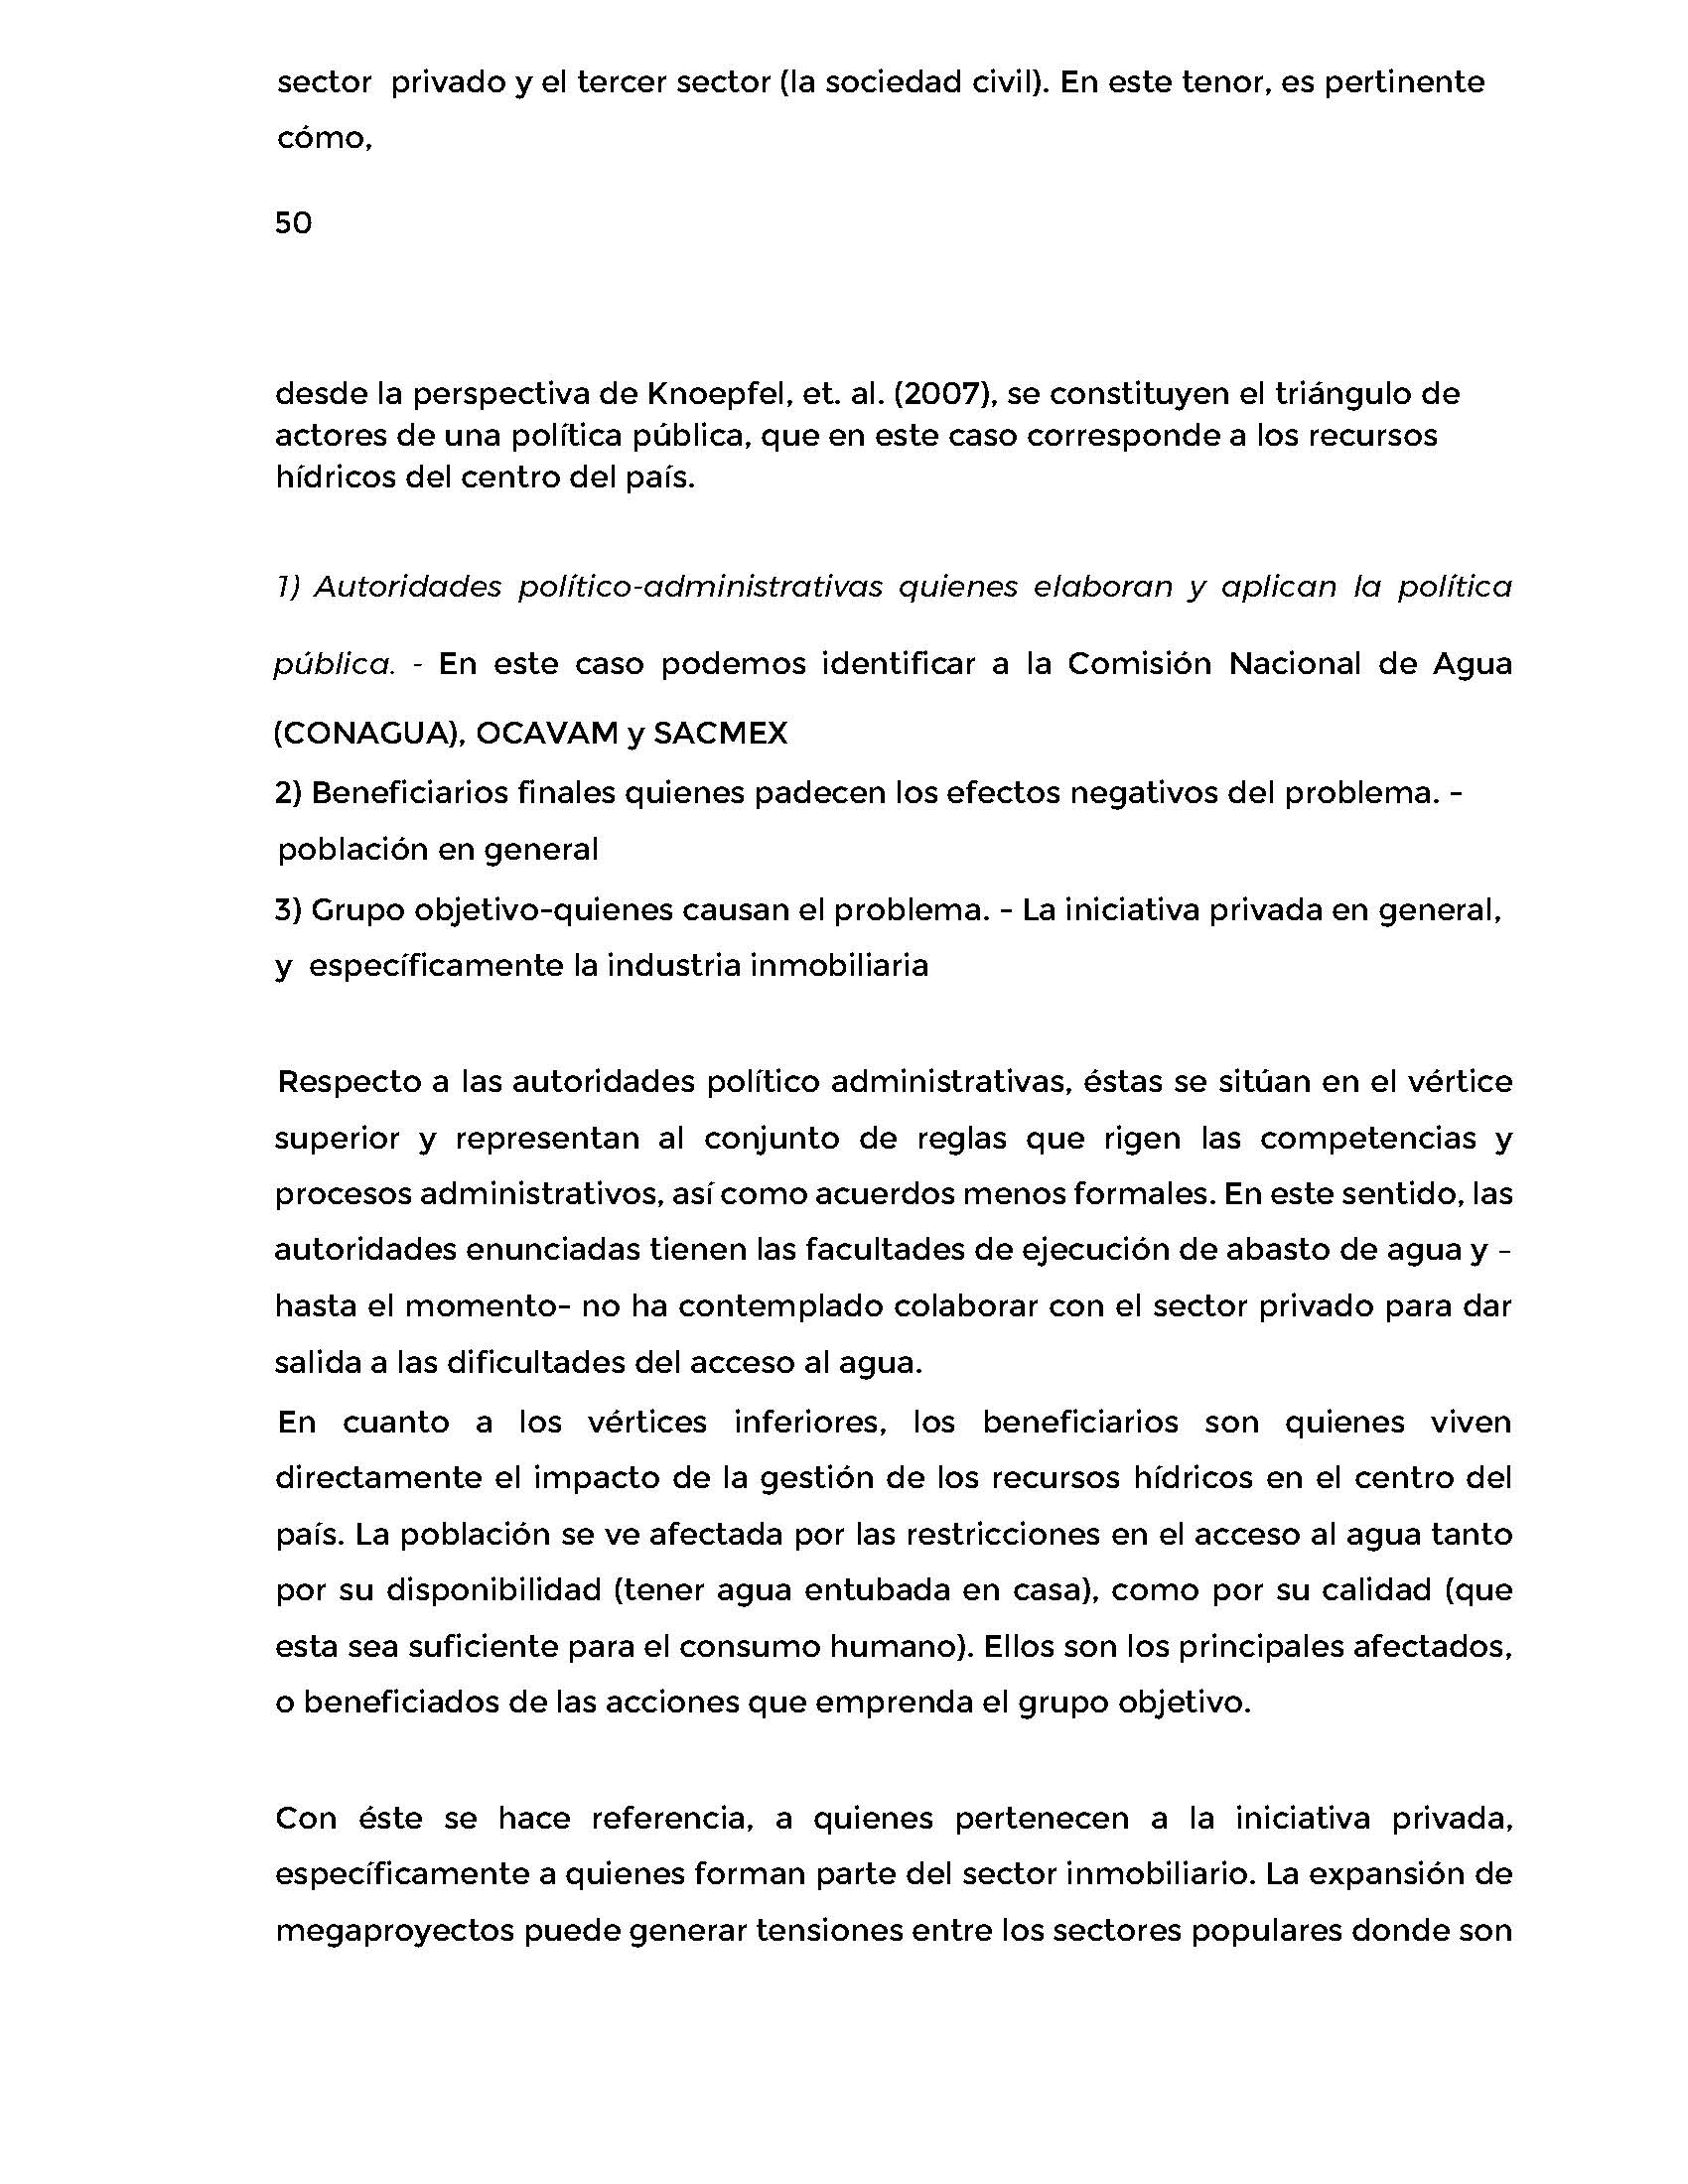 sector privado y el tercer sector (la sociedad civil). En este tenor, es pertinente
cómo,
50
desde la perspectiva de Knoepfel, et. al. (2007), se constituyen el triángulo de
actores de una política pública, que en este caso corresponde a los recursos
hídricos del centro del país.
1) Autoridades político-administrativas quienes elaboran y aplican la política
pública. - En este caso podemos identificar a la Comisión Nacional de Agua
(CONAGUA), OCAVAM y SACMEX
2) Beneficiarios finales quienes padecen los efectos negativos del problema. -
población en general
3) Grupo objetivo-quienes causan el problema. - La iniciativa privada en general,
y específicamente la industria inmobiliaria
Respecto a las autoridades político administrativas, éstas se sitúan en el vértice
superior y representan al conjunto de reglas que rigen las competencias y
procesos administrativos, así como acuerdos menos formales. En este sentido, las
autoridades enunciadas tienen las facultades de ejecución de abasto de agua y -
hasta el momento- no ha contemplado colaborar con el sector privado para dar
salida a las dificultades del acceso al agua.
En cuanto a los vértices inferiores, los beneficiarios son quienes viven
directamente el impacto de la gestión de los recursos hídricos en el centro del
país. La población se ve afectada por las restricciones en el acceso al agua tanto
por su disponibilidad (tener agua entubada en casa), como por su calidad (que
esta sea suficiente para el consumo humano). Ellos son los principales afectados,
o beneficiados de las acciones que emprenda el grupo objetivo.
Con éste se hace referencia, a quienes pertenecen a la iniciativa privada,
específicamente a quienes forman parte del sector inmobiliario. La expansión de
megaproyectos puede generar tensiones entre los sectores populares donde son